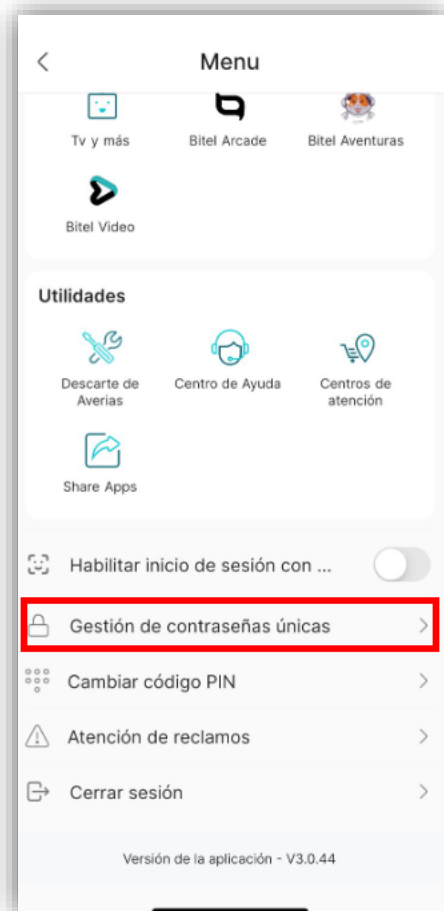 Menu
Tv y más
Bitel Arcade
Bitel Aventuras
Bitel Video
Utilidades
Descarte de
Averias
Centro de Ayuda
Centros de
atención
Share Apps
Habilitar inicio de sesión con ...
Gestión de contraseñas únicas
Cambiar código PIN
Atención de reclamos
Cerrar sesión
Versión de la aplicación - V3.0.44